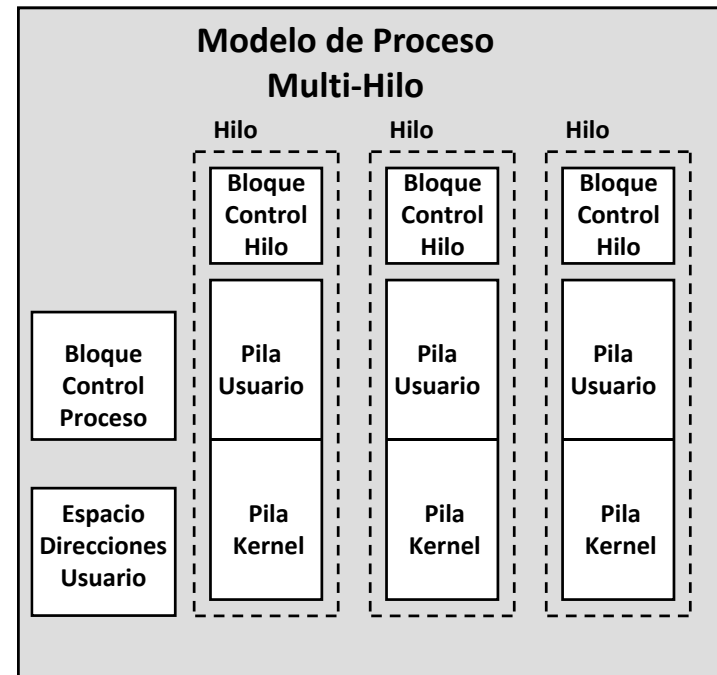 Modelo de Proceso
Multi-Hilo
Hilo
Hilo
Hilo
Bloque
Control
Hilo
Bloque
Control
Hilo
Bloque
Control
Hilo
Bloque
Control
Proceso
Pila
Usuario
Pila
Usuario
Pila
Usuario
Espacio
Direcciones
Usuario
Pila
Kernel
Pila
Kernel
Pila
Kernel